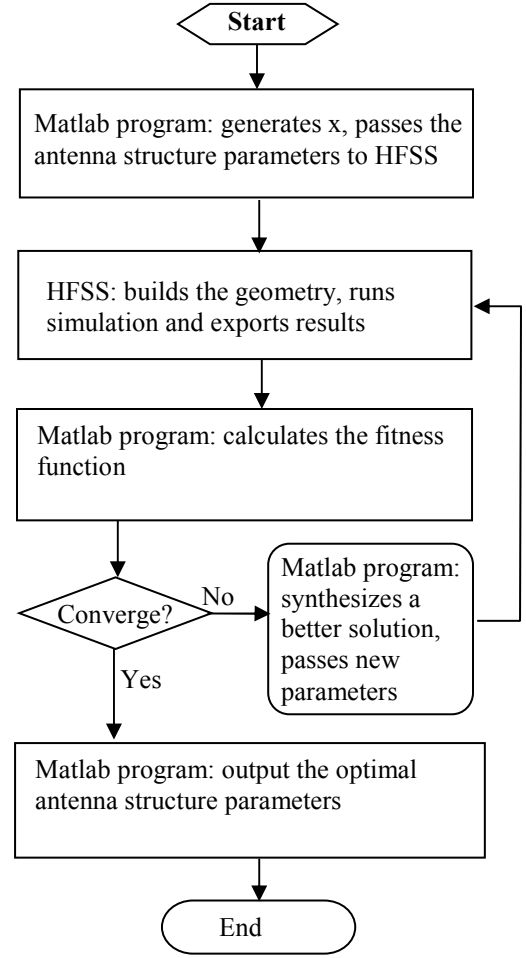 Start
Matlab program: generates x, passes the
antenna structure parameters to HFSS
HFSS: builds the geometry, runs
simulation and exports results
Matlab program: calculates the fitness
function
Converge?
No
Matlab program:
synthesizes a
better solution,
passes new
parameters
Yes
Matlab program: output the optimal
antenna structure parameters
End